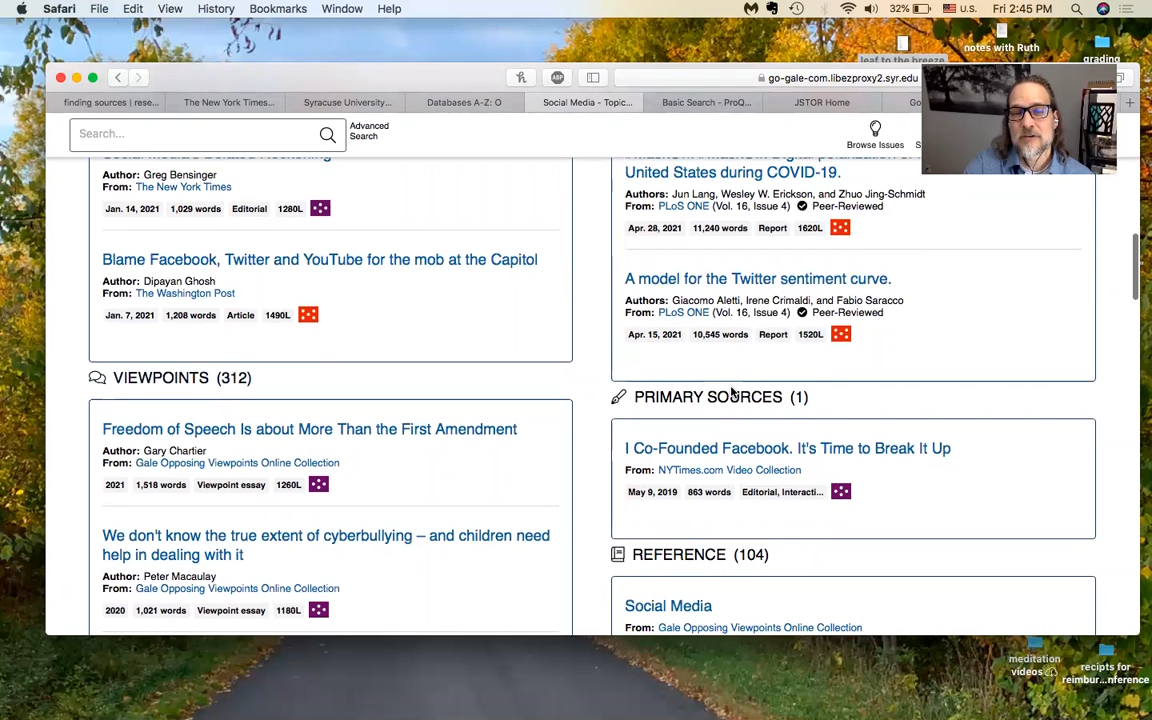 Safari File Edit View History Bookmarks Window Help 32% U.S. Fri 2:45 PM
leaf to the breeze
notes with Ruth
grading
go-gale-com.libezproxy2.syr.edu
finding sources | rese... The New York Times... Syracuse University... Databases A-Z: O Social Media - Topic... Basic Search - ProQ... JSTOR Home Go
Search...
Advanced
Search
Browse Issues S
Author: Greg Bensinger
From: The New York Times
Jan. 14, 2021 1,029 words Editorial 1280L
Blame Facebook, Twitter and YouTube for the mob at the Capitol
Author: Dipayan Ghosh
From: The Washington Post
Jan. 7, 2021 1,208 words Article 1490L
VIEWPOINTS (312)
Freedom of Speech Is about More Than the First Amendment
Author: Gary Chartier
From: Gale Opposing Viewpoints Online Collection
2021 1,518 words Viewpoint essay 1260L
We don't know the true extent of cyberbullying – and children need
help in dealing with it
Author: Peter Macaulay
From: Gale Opposing Viewpoints Online Collection
2020 1,021 words Viewpoint essay 1180L
United States during COVID-19.
Authors: Jun Lang, Wesley W. Erickson, and Zhuo Jing-Schmidt
From: PLoS ONE (Vol. 16, Issue 4) Peer-Reviewed
Apr. 28, 2021 11,240 words Report 1620L
A model for the Twitter sentiment curve.
Authors: Giacomo Aletti, Irene Crimaldi, and Fabio Saracco
From: PLoS ONE (Vol. 16, Issue 4) Peer-Reviewed
Apr. 15, 2021 10,545 words Report 1520L
PRIMARY SOURCES (1)
I Co-Founded Facebook. It's Time to Break It Up
From: NYTimes.com Video Collection
May 9, 2019 863 words Editorial, Interacti...
REFERENCE (104)
Social Media
From: Gale Opposing Viewpoints Online Collection
meditation
videos
recipts for
reimbur...nference